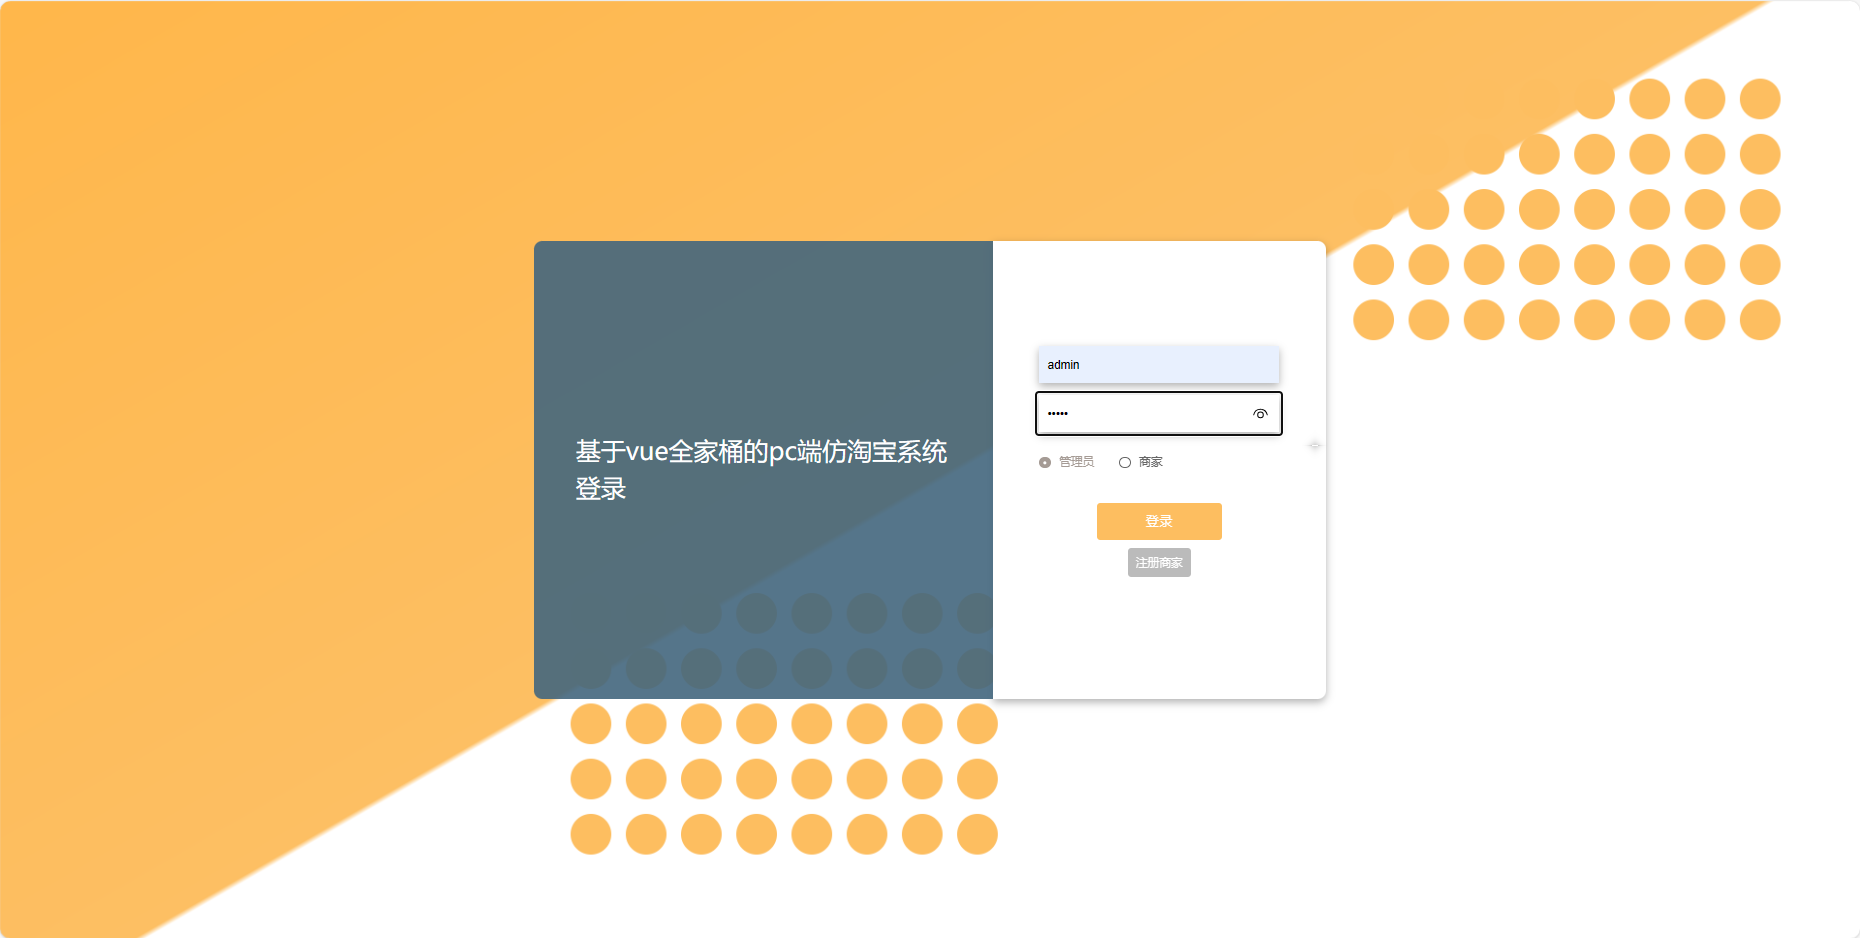 基于vue全家桶的pc端仿淘宝系统
登录
admin
•••••
管理员 商家
登录
注册商家